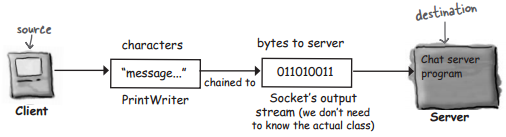 destination
source
characters
bytes to server
"message..."
chained to
011010011
Chat server
program
Client
PrintWriter
Socket's output
stream (we don't need
to know the actual class)
Server